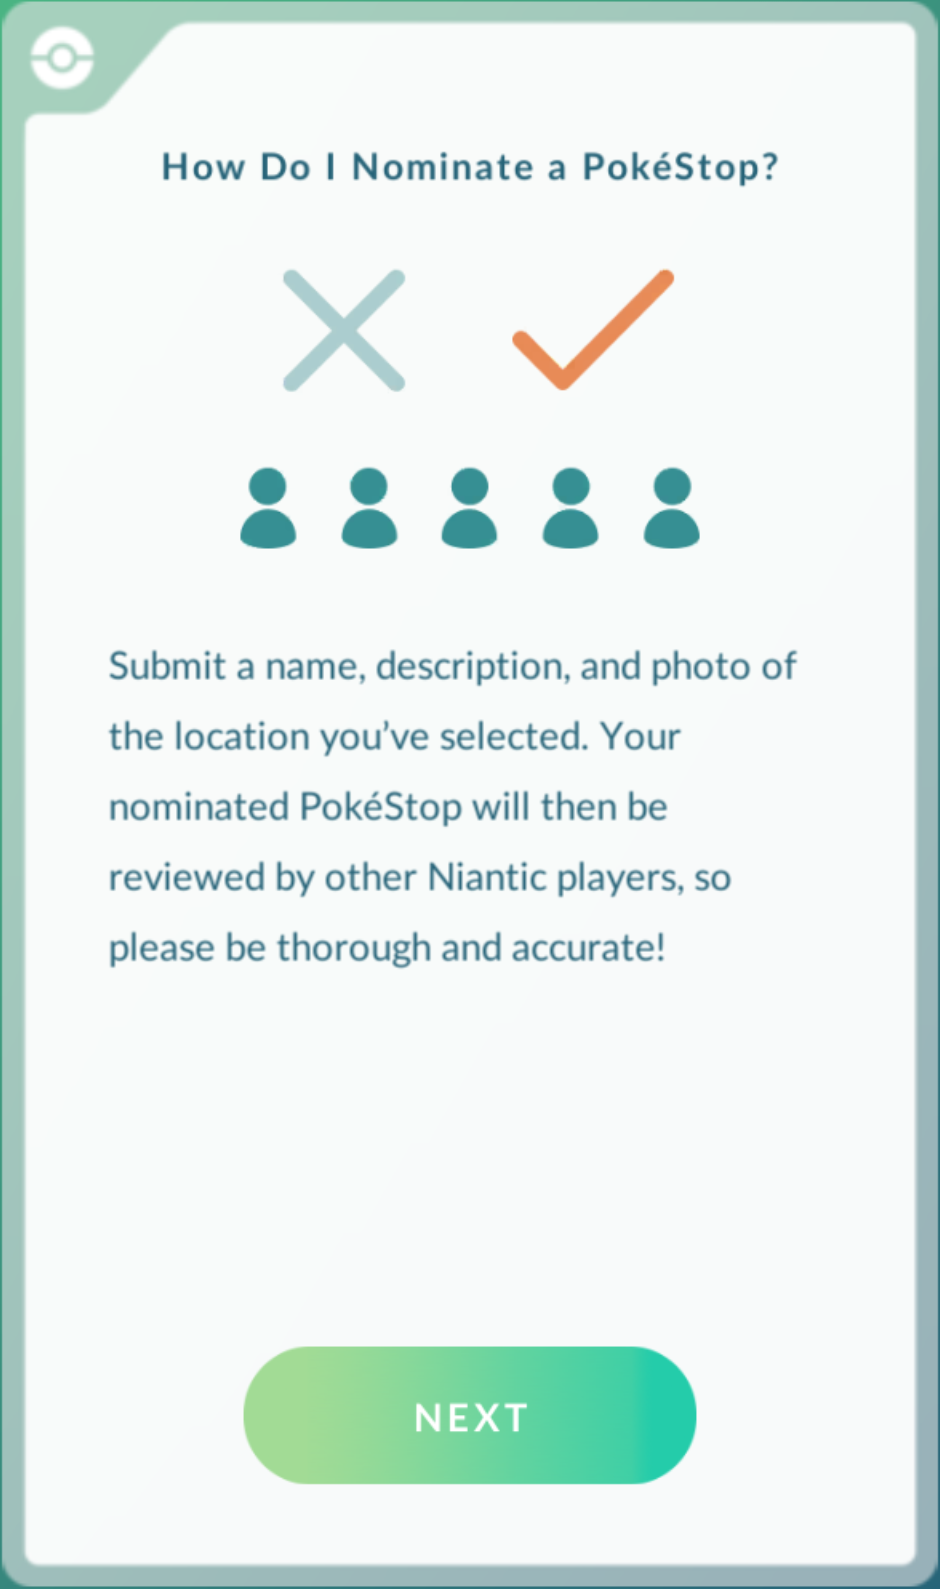 How Do I Nominate a PokéStop?
Submit a name, description, and photo of
the location you’ve selected. Your
nominated PokéStop will then be
reviewed by other Niantic players, so
please be thorough and accurate!
NEXT